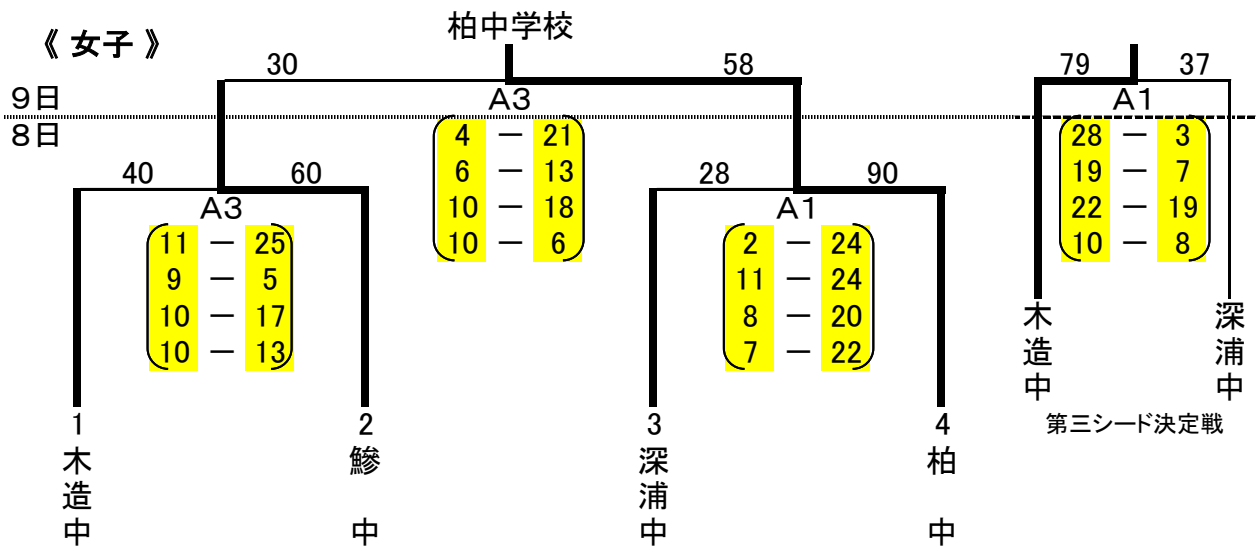 《 女子 》
柏中学校
30
58
79
37
9日
8日
A3
A1
4 － 21
6 － 13
10 － 18
10 － 6
28 － 3
19 － 7
22 － 19
10 － 8
40
60
28
90
A3
A1
11 － 25
9 － 5
10 － 17
10 － 13
2 － 24
11 － 24
8 － 20
7 － 22
木造中
深浦中
第三シード決定戦
1
2
3
4
木造中
鰺中
深浦中
柏中